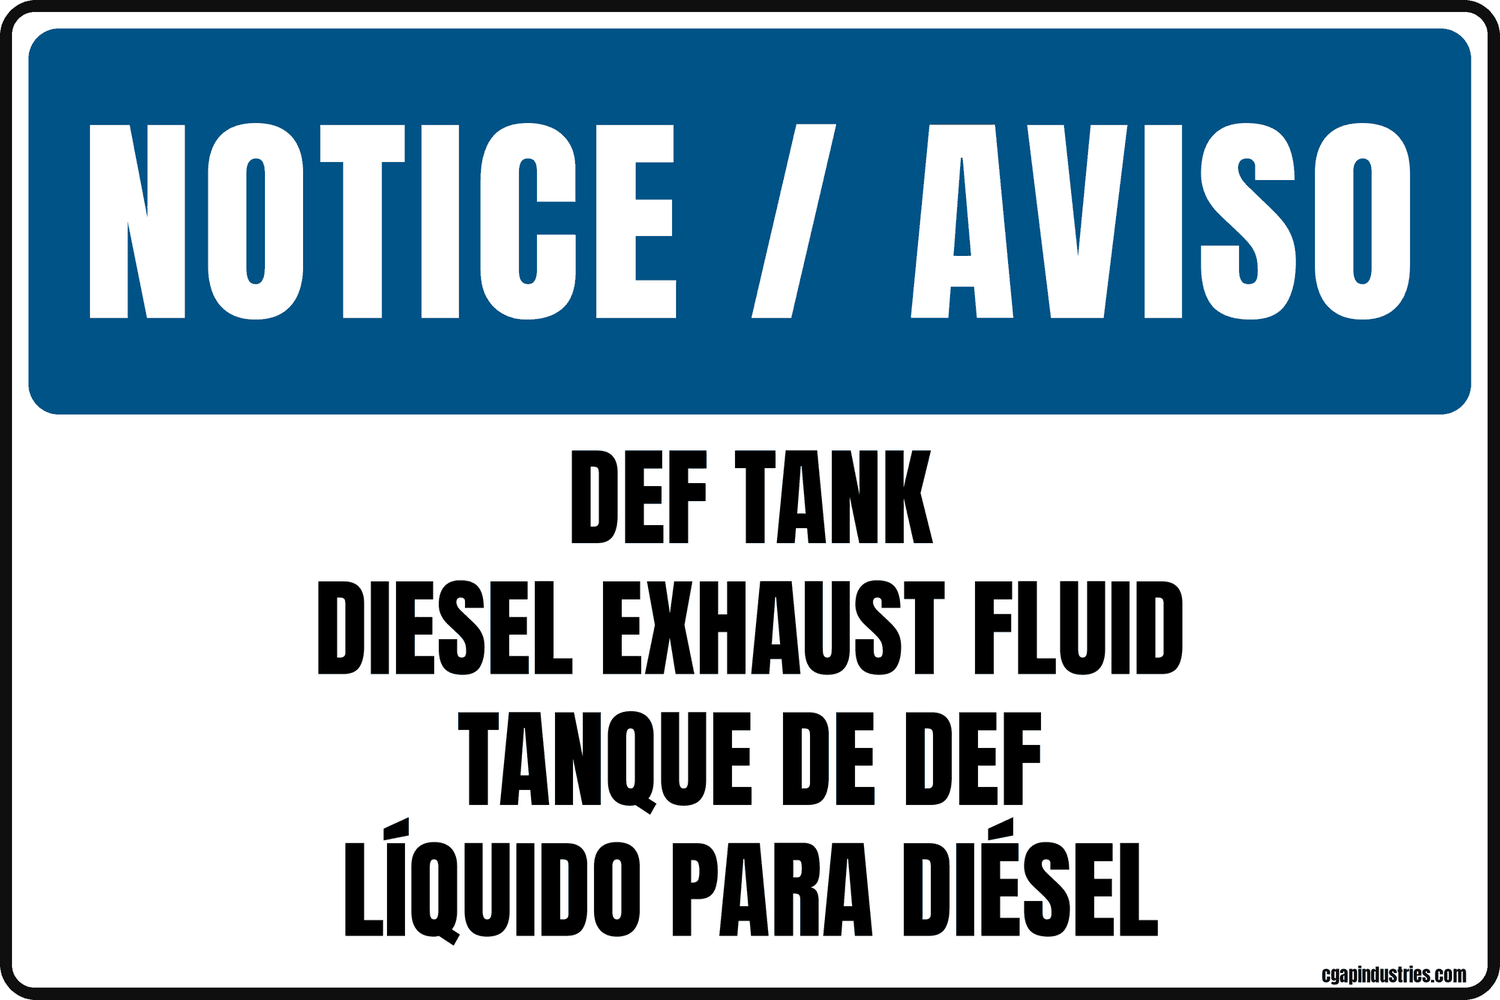 NOTICE / AVISO
DEF TANK
DIESEL EXHAUST FLUID
TANQUE DE DEF
LÍQUIDO PARA DIÉSEL
cgapindustries.com